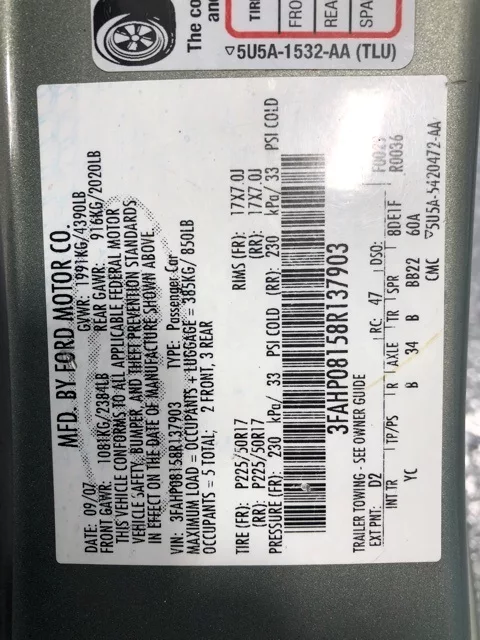 The co
and
TIRE
FRO
REA
SPA
▽5U5A-1532-AA (TLU)
MFD. BY FORD MOTOR CO.
DATE: 09/07 GVWR: 1991KG/4390LB
FRONT GAWR: 1081KG/2384LB REAR GAWR: 916KG/2020LB
THIS VEHICLE CONFORMS TO ALL APPLICABLE FEDERAL MOTOR
VEHICLE SAFETY, BUMPER, AND THEFT PREVENTION STANDARDS
IN EFFECT ON THE DATE OF MANUFACTURE SHOWN ABOVE.
VIN: 3FAHP08158R137903 TYPE: Passenger Car
MAXIMUM LOAD = OCCUPANTS + LUGGAGE = 385KG/ 850LB
OCCUPANTS = 5 TOTAL; 2 FRONT, 3 REAR
TIRE (FR): P225/50R17 RIMS (FR): 17X7.0J
(RR): P225/50R17 (RR): 17X7.0J
PRESSURE (FR): 230 kPa/ 33 PSI COLD (RR): 230 kPa/ 33 PSI COLD
3FAHP08158R137903
TRAILER TOWING - SEE OWNER GUIDE F0029
EXT PNT: D2 RC: 47 DSO: R0036
INT TR TP/PS R AXLE TR SPR 8DE1F
YC B 34 B BB22 60A
CMC ▽5U5A-5420472-AA